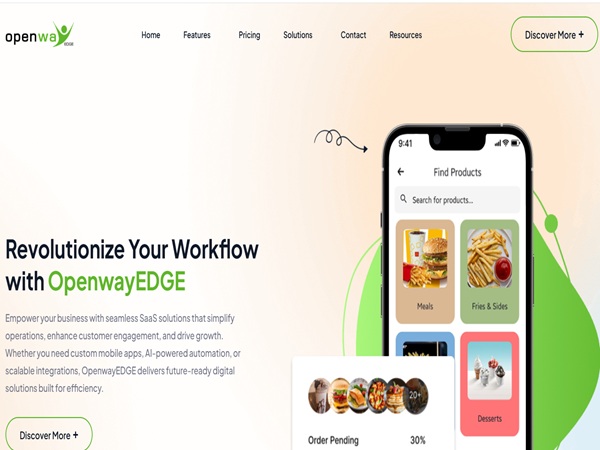 openway
EDGE
Home
Features
Pricing
Solutions
Contact
Resources
Discover More +
9:41
Find Products
Search for products...
Meals
Fries & Sides
Desserts
Revolutionize Your Workflow
with OpenwayEDGE
Empower your business with seamless SaaS solutions that simplify
operations, enhance customer engagement, and drive growth.
Whether you need custom mobile apps, AI-powered automation, or
scalable integrations, OpenwayEDGE delivers future-ready digital
solutions built for efficiency.
Discover More +
20+
Order Pending
30%